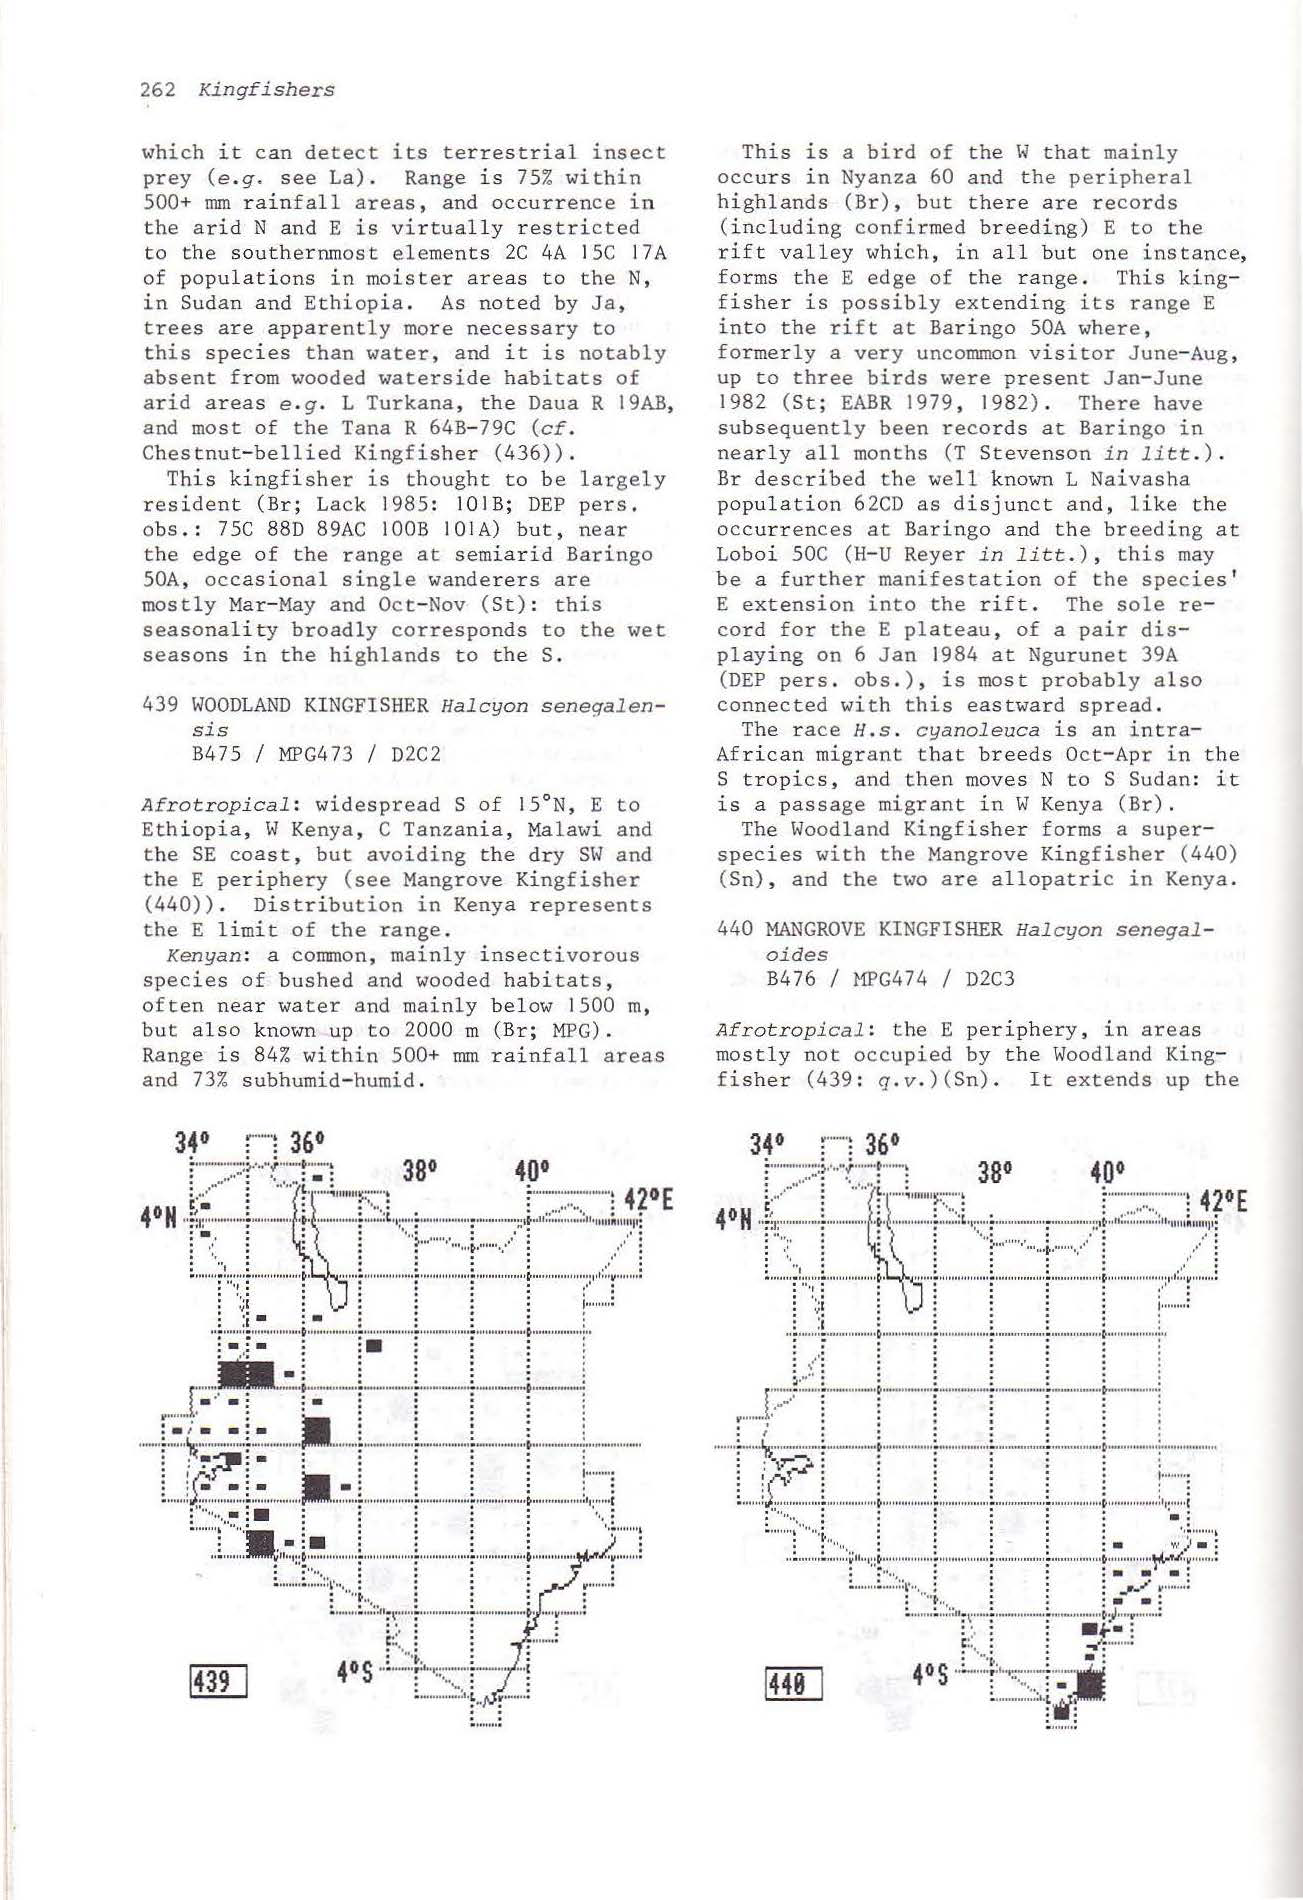 262 Kingfishers
which it can detect its terrestrial insect
prey (e.g. see La). Range is 75% within
500+ mm rainfall areas, and occurrence in
the arid N and E is virtually restricted
to the southernmost elements 2C 4A 15C 17A
of populations in moister areas to the N,
in Sudan and Ethiopia. As noted by Ja,
trees are apparently more necessary to
this species than water, and it is notably
absent from wooded waterside habitats of
arid areas e.g. L Turkana, the Daua R 19AB,
and most of the Tana R 64B-79C (cf.
Chestnut-bellied Kingfisher (436)).
This kingfisher is thought to be largely
resident (Br; Lack 1985: 101B; DEP pers.
obs.: 75C 88D 89AC 100B 101A) but, near
the edge of the range at semiarid Baringo
50A, occasional single wanderers are
mostly Mar-May and Oct-Nov (St): this
seasonality broadly corresponds to the wet
seasons in the highlands to the S.
439 WOODLAND KINGFISHER Halcyon senegalen-
sis
B475 / MPG473 / D2C2
Afrotropical: widespread S of 15°N, E to
Ethiopia, W Kenya, C Tanzania, Malawi and
the SE coast, but avoiding the dry SW and
the E periphery (see Mangrove Kingfisher
(440)). Distribution in Kenya represents
the E limit of the range.
Kenyan: a common, mainly insectivorous
species of bushed and wooded habitats,
often near water and mainly below 1500 m,
but also known up to 2000 m (Br; MPG).
Range is 84% within 500+ mm rainfall areas
and 73% subhumid-humid.
This is a bird of the W that mainly
occurs in Nyanza 60 and the peripheral
highlands (Br), but there are records
(including confirmed breeding) E to the
rift valley which, in all but one instance,
forms the E edge of the range. This king-
fisher is possibly extending its range E
into the rift at Baringo 50A where,
formerly a very uncommon visitor June-Aug,
up to three birds were present Jan-June
1982 (St; EABR 1979, 1982). There have
subsequently been records at Baringo in
nearly all months (T Stevenson in litt.).
Br described the well known L Naivasha
population 62CD as disjunct and, like the
occurrences at Baringo and the breeding at
Loboi 50C (H-U Reyer in litt.), this may
be a further manifestation of the species'
E extension into the rift. The sole re-
cord for the E plateau, of a pair dis-
playing on 6 Jan 1984 at Ngurunet 39A
(DEP pers. obs.), is most probably also
connected with this eastward spread.
The race H.s. cyanoleuca is an intra-
African migrant that breeds Oct-Apr in the
S tropics, and then moves N to S Sudan: it
is a passage migrant in W Kenya (Br).
The Woodland Kingfisher forms a super-
species with the Mangrove Kingfisher (440)
(Sn), and the two are allopatric in Kenya.
440 MANGROVE KINGFISHER Halcyon senegal-
oides
B476 / MPG474 / D2C3
Afrotropical: the E periphery, in areas
mostly not occupied by the Woodland King-
fisher (439: q.v.)(Sn). It extends up the
34° 36°
38° 40°
42°E
4°N
4°S
439
34° 36°
38° 40°
42°E
4°N
4°S
440